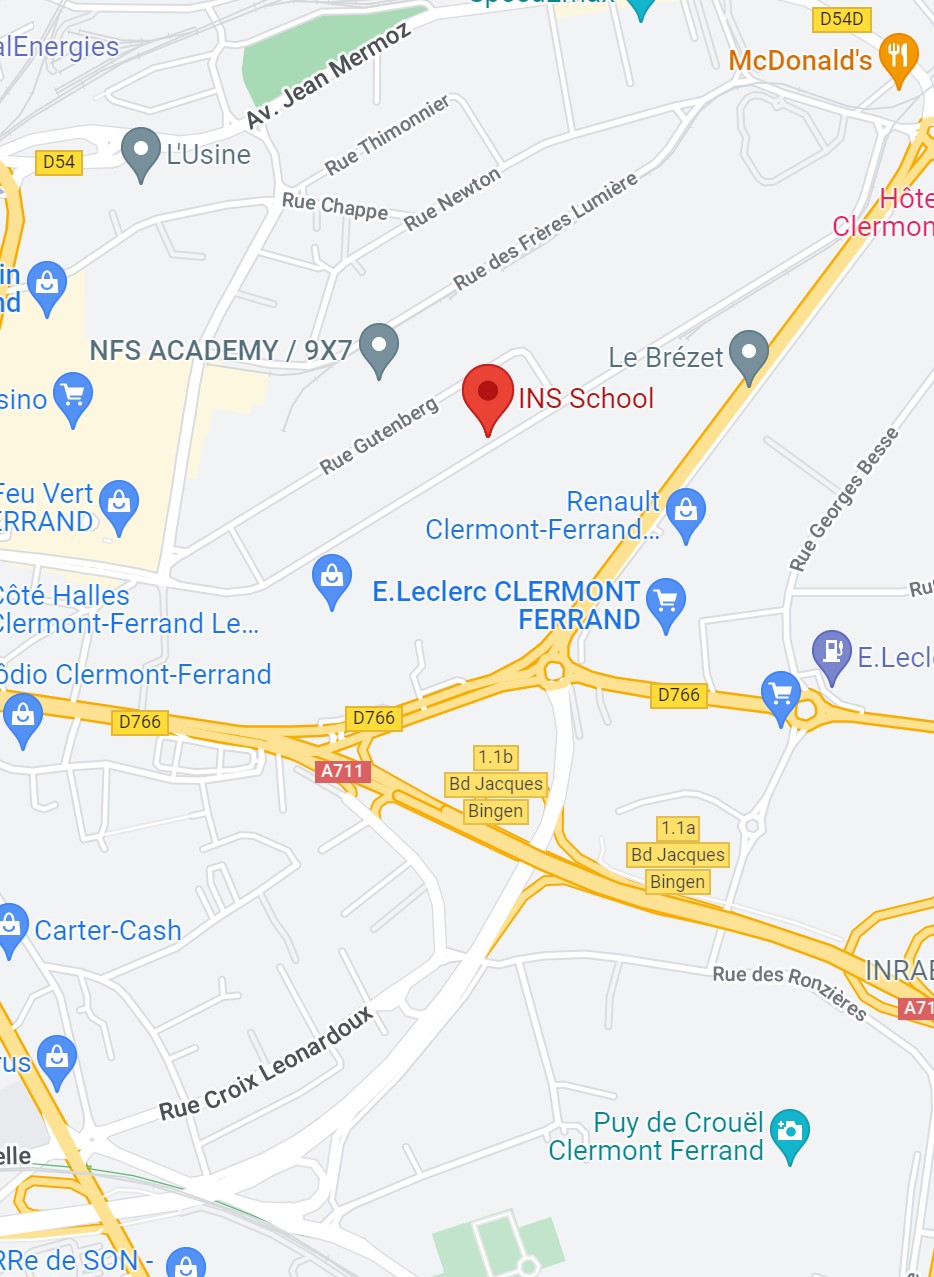 SpeedZMax
D54D
alEnergies
McDonald's
Av. Jean Mermoz
Rue Thimonnier
D54
L'Usine
Rue Chappe
Rue Newton
Rue des Frères Lumière
Hôte
Clermon
in
nd
NFS ACADEMY / 9X7
Le Brézet
sino
INS School
Rue Gutenberg
Feu Vert
ERRAND
Renault
Clermont-Ferrand...
Rue Georges Besse
Côté Halles
Clermont-Ferrand Le...
E.Leclerc CLERMONT
FERRAND
Ru
E.Lecl
ôdio Clermont-Ferrand
D766
D766
D766
A711
1.1b
Bd Jacques
Bingen
1.1a
Bd Jacques
Bingen
Carter-Cash
INRAE
Rue des Ronzières
A71
Rue Croix Leonardoux
rus
Puy de Crouël
Clermont Ferrand
elle
RRe de SON -